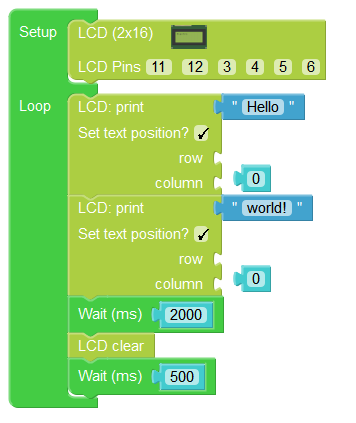 Setup LCD (2x16)
LCD Pins 11 12 3 4 5 6
Loop LCD: print " Hello "
Set text position?
row
column 0
LCD: print " world! "
Set text position?
row
column 0
Wait (ms) 2000
LCD clear
Wait (ms) 500